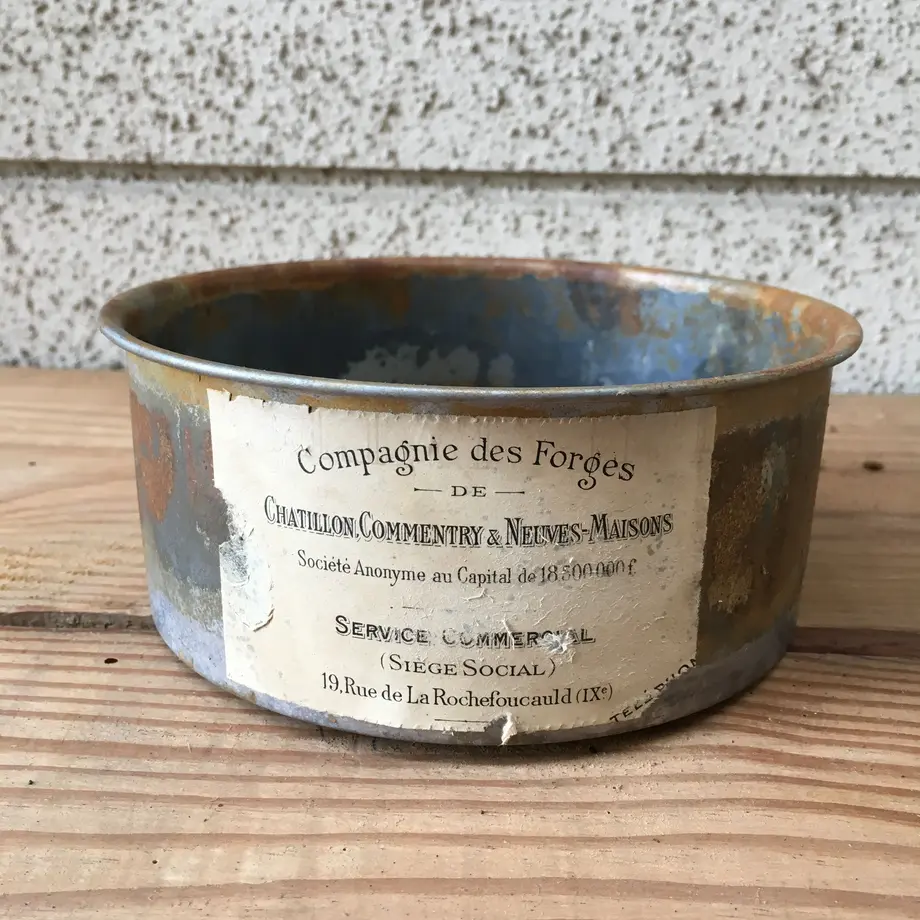 Compagnie des Forges
DE
CHATILLON, COMMENTRY & NEUVES-MAISONS
Société Anonyme au Capital de 18.500.000 f.
SERVICE COMMERCIAL
(SIÈGE SOCIAL)
19, Rue de La Rochefoucauld (IXe)
TÉLÉPHON